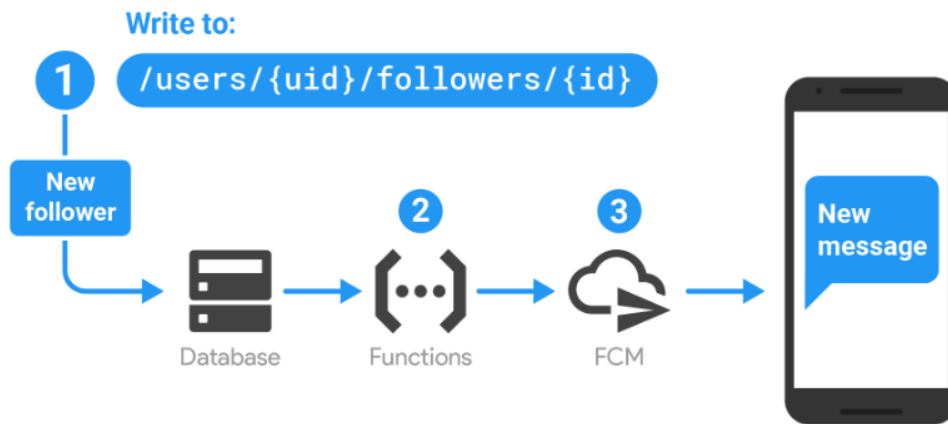 Write to:
1
/users/{uid}/followers/{id}
New
follower
2
3
New
message
Database
Functions
FCM